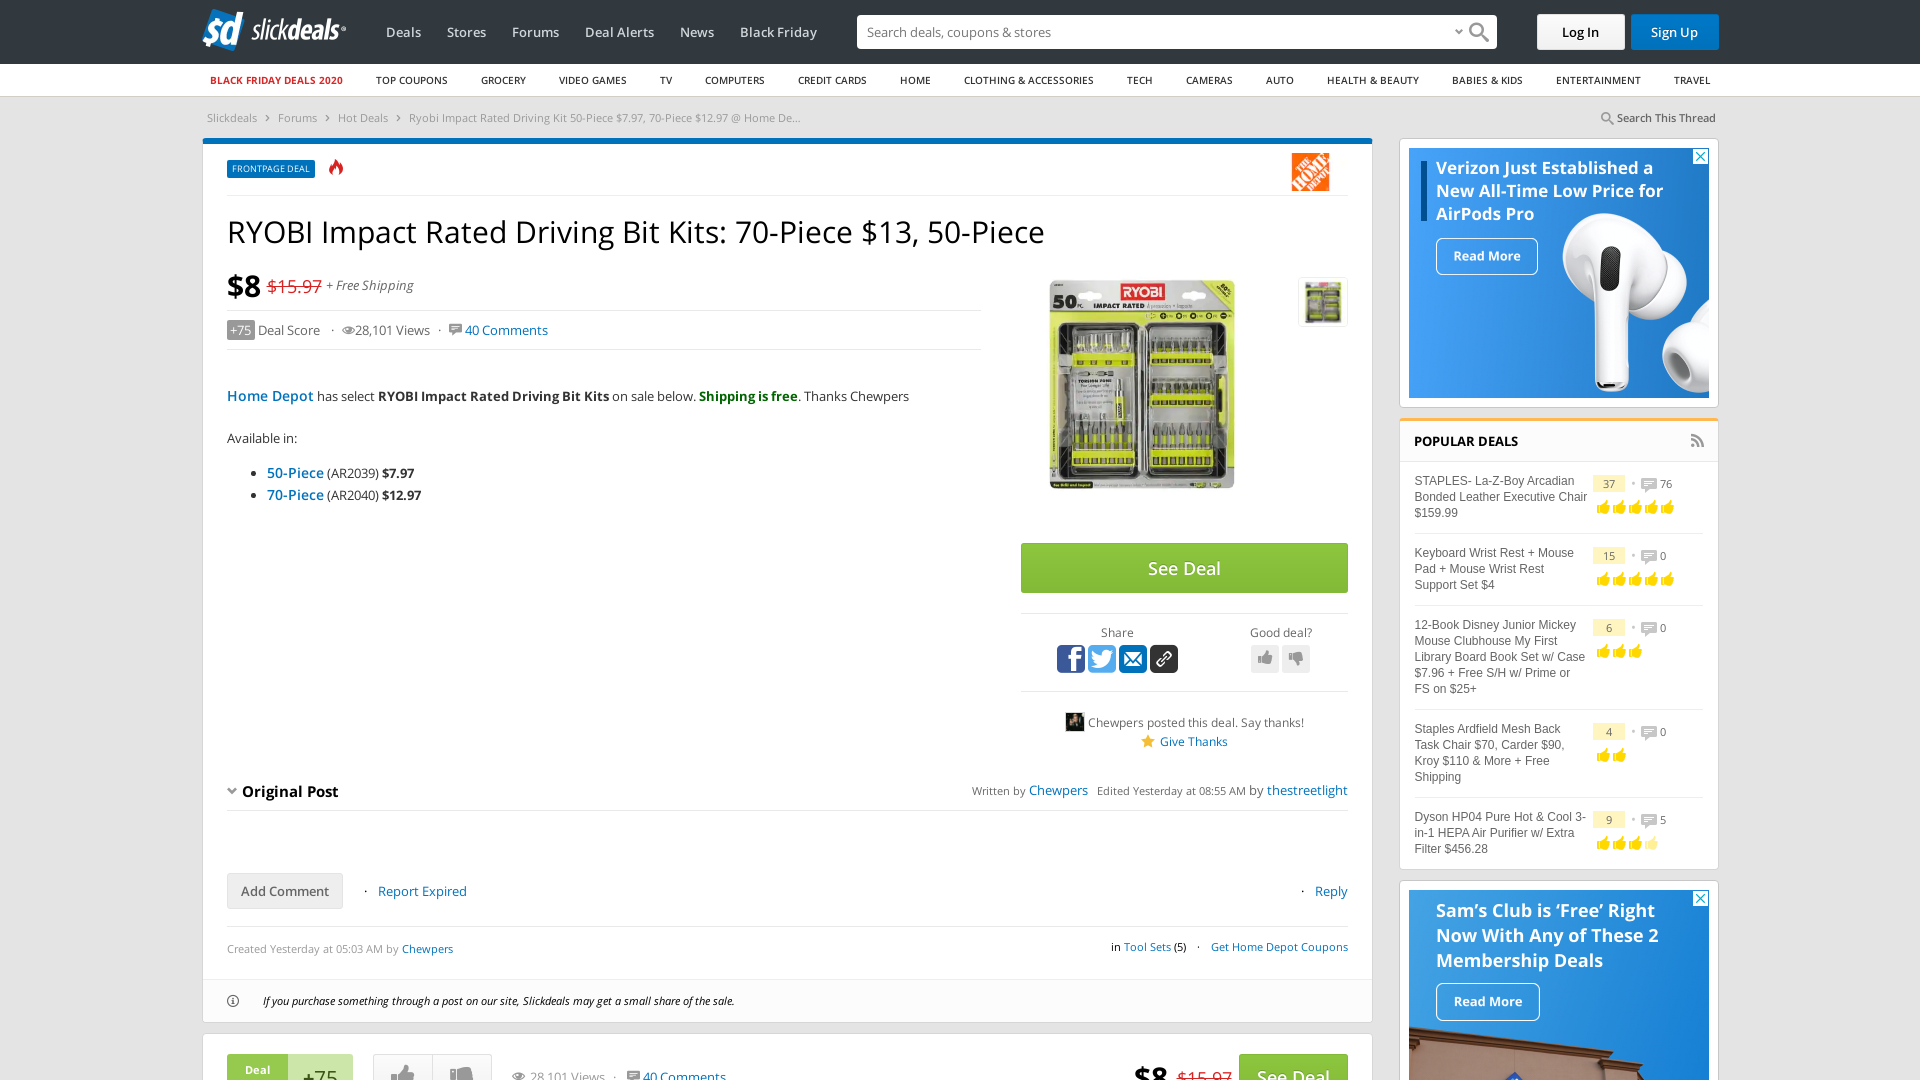 sd slickdeals
Deals Stores Forums Deal Alerts News Black Friday
Search deals, coupons & stores
Log In Sign Up
BLACK FRIDAY DEALS 2020 TOP COUPONS GROCERY VIDEO GAMES TV COMPUTERS CREDIT CARDS HOME CLOTHING & ACCESSORIES TECH CAMERAS AUTO HEALTH & BEAUTY BABIES & KIDS ENTERTAINMENT TRAVEL
Slickdeals › Forums › Hot Deals › Ryobi Impact Rated Driving Kit 50-Piece $7.97, 70-Piece $12.97 @ Home De...
Search This Thread
FRONTPAGE DEAL
THE HOME DEPOT
RYOBI Impact Rated Driving Bit Kits: 70-Piece $13, 50-Piece
$8 $15.97 + Free Shipping
+75 Deal Score · 28,101 Views · 40 Comments
Home Depot has select RYOBI Impact Rated Driving Bit Kits on sale below. Shipping is free. Thanks Chewpers
Available in:
• 50-Piece (AR2039) $7.97
• 70-Piece (AR2040) $12.97
RYOBI
50 PC.
IMPACT RATED
See Deal
Share
Good deal?
Chewpers posted this deal. Say thanks!
Give Thanks
Original Post
Written by Chewpers Edited Yesterday at 08:55 AM by thestreetlight
Add Comment · Report Expired
· Reply
Created Yesterday at 05:03 AM by Chewpers
in Tool Sets (5) · Get Home Depot Coupons
If you purchase something through a post on our site, Slickdeals may get a small share of the sale.
Deal
+75
28,101 Views · 40 Comments
$8 $15.97 See Deal
Verizon Just Established a
New All-Time Low Price for
AirPods Pro
Read More
POPULAR DEALS
STAPLES- La-Z-Boy Arcadian
Bonded Leather Executive Chair
$159.99
37 • 76
Keyboard Wrist Rest + Mouse
Pad + Mouse Wrist Rest
Support Set $4
15 • 0
12-Book Disney Junior Mickey
Mouse Clubhouse My First
Library Board Book Set w/ Case
$7.96 + Free S/H w/ Prime or
FS on $25+
6 • 0
Staples Ardfield Mesh Back
Task Chair $70, Carder $90,
Kroy $110 & More + Free
Shipping
4 • 0
Dyson HP04 Pure Hot & Cool 3-
in-1 HEPA Air Purifier w/ Extra
Filter $456.28
9 • 5
Sam's Club is 'Free' Right
Now With Any of These 2
Membership Deals
Read More